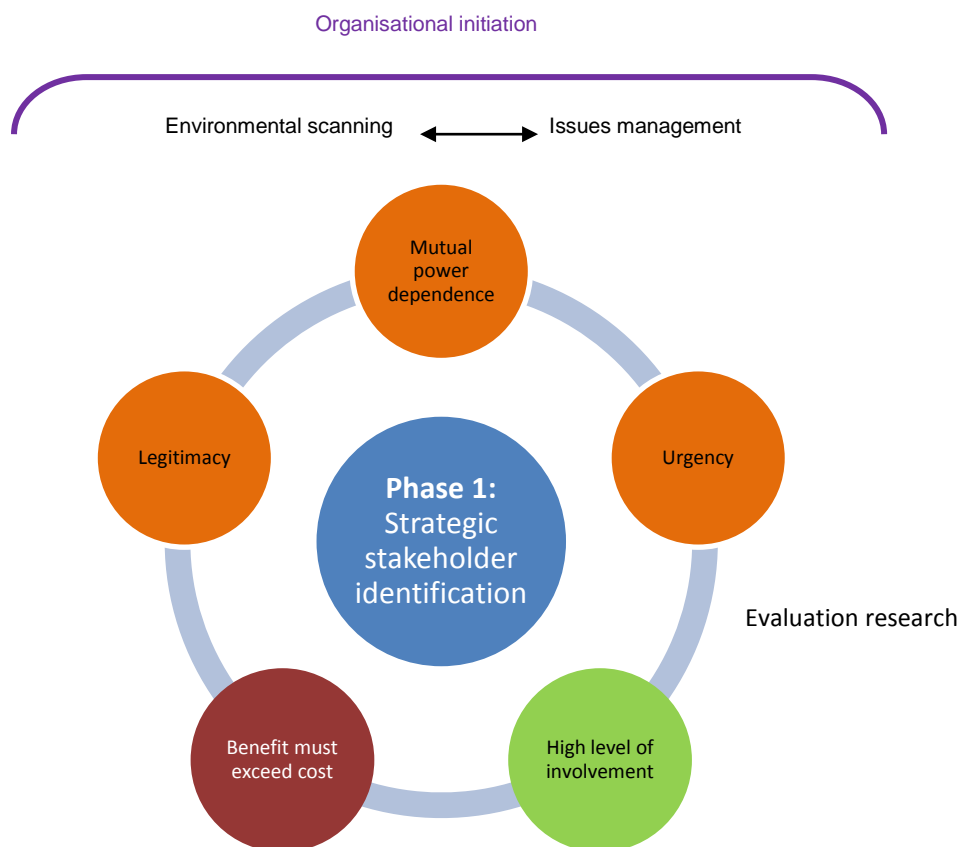 Organisational initiation
Environmental scanning
Issues management
Mutual
power
dependence
Legitimacy
Urgency
Phase 1:
Strategic
stakeholder
identification
Evaluation research
Benefit must
exceed cost
High level of
involvement